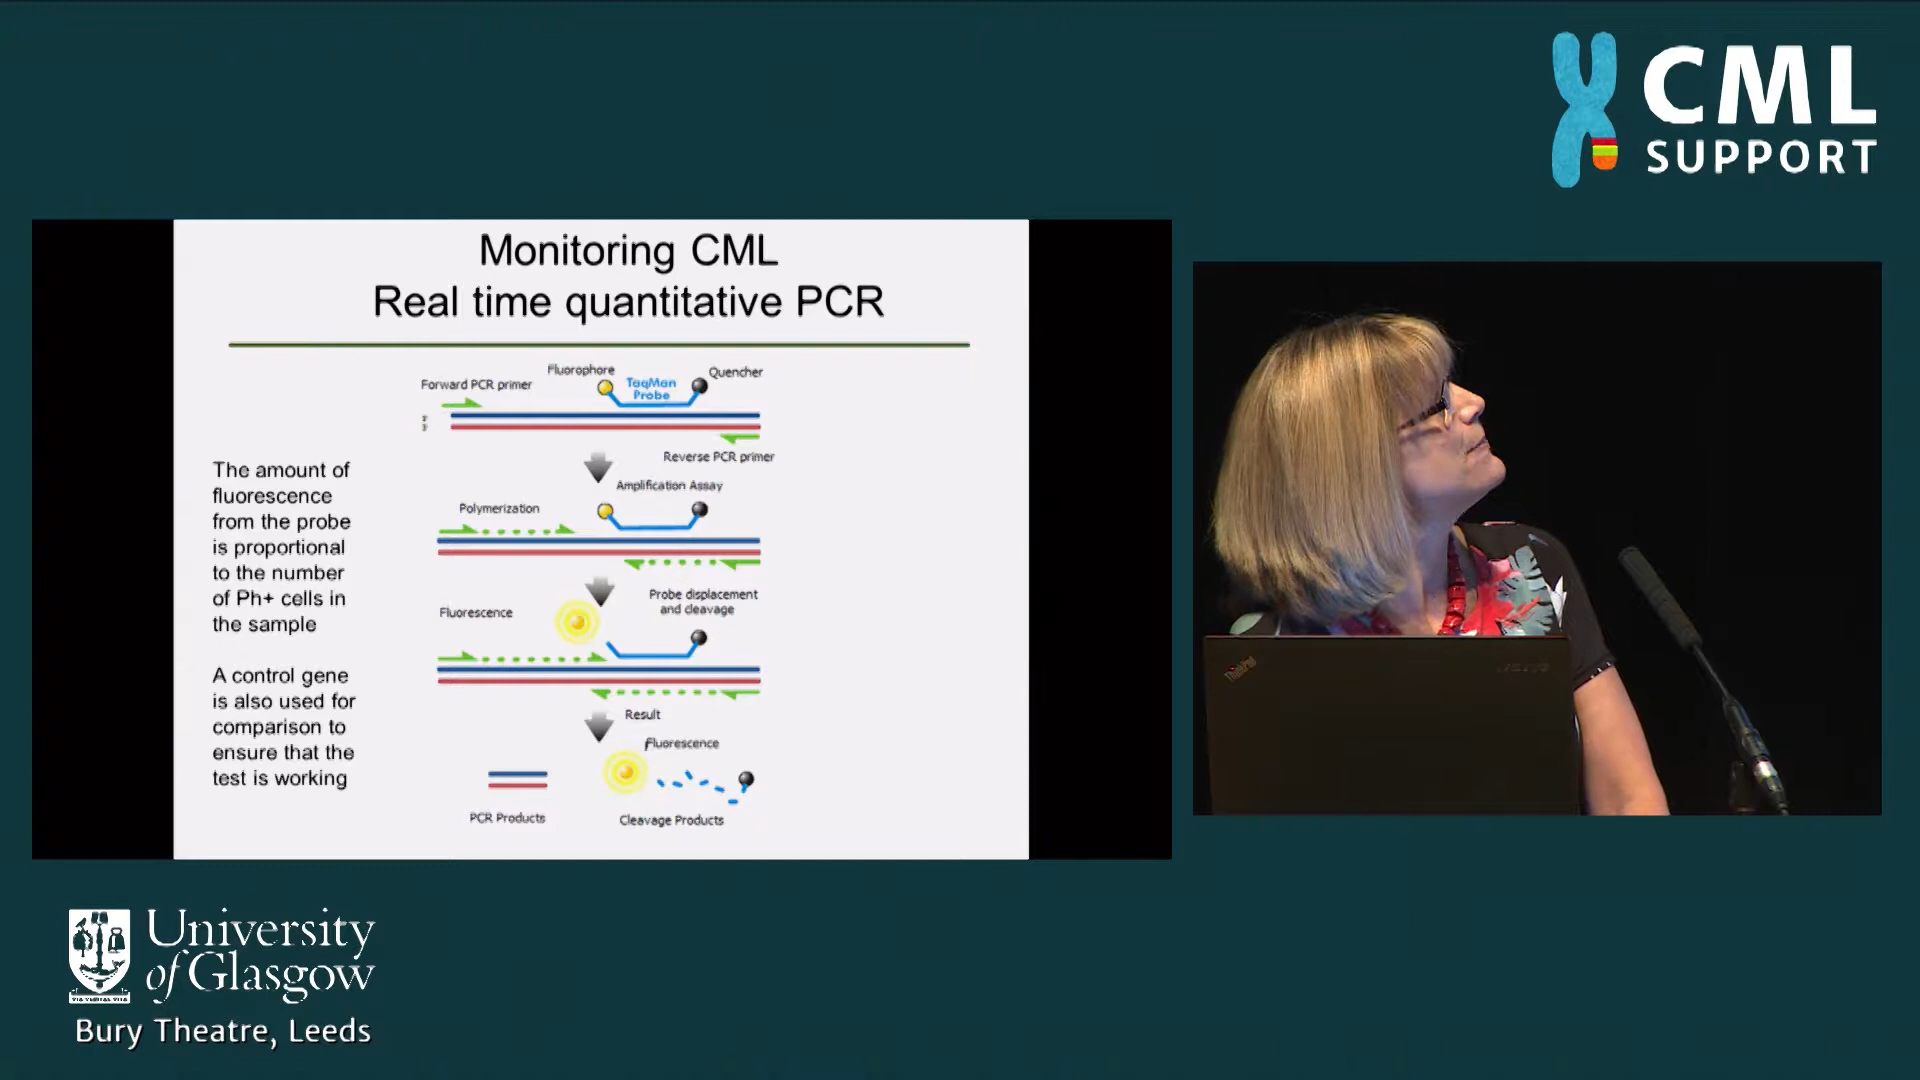 CML
SUPPORT
Monitoring CML
Real time quantitative PCR
Forward PCR primer
Fluorophore
TaqMan
Probe
Quencher
Reverse PCR primer
Amplification Assay
Polymerization
Probe displacement
and cleavage
Fluorescence
Result
Fluorescence
PCR Products
Cleavage Products
The amount of
fluorescence
from the probe
is proportional
to the number
of Ph+ cells in
the sample
A control gene
is also used for
comparison to
ensure that the
test is working
ThinkPad
University
of Glasgow
Bury Theatre, Leeds